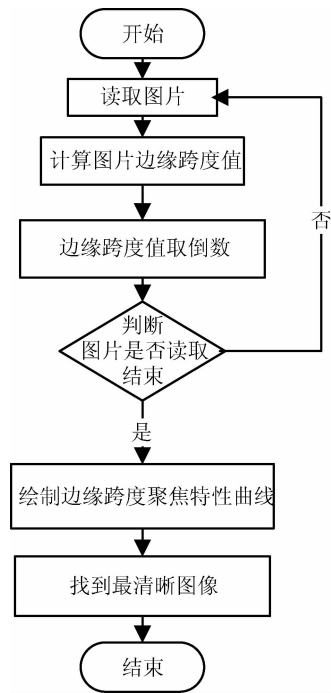 开始
读取图片
计算图片边缘跨度值
边缘跨度值取倒数
否
判断
图片是否读取
结束
是
绘制边缘跨度聚焦特性曲线
找到最清晰图像
结束